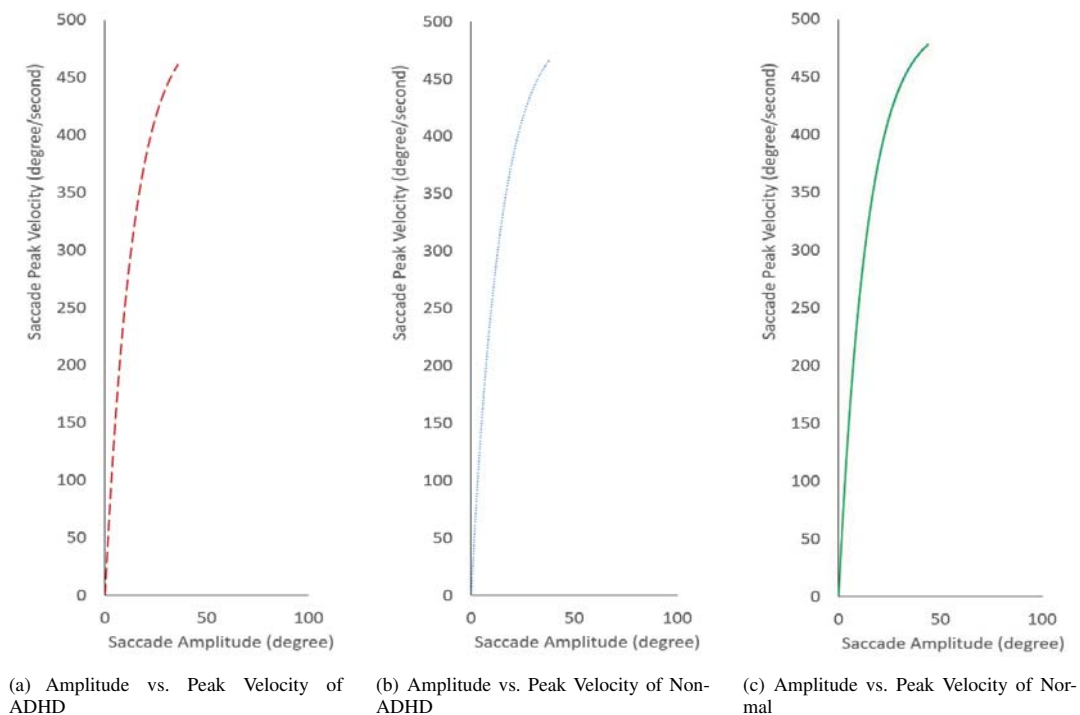 500
450
400
350
300
250
200
150
100
50
0
Saccade Peak Velocity (degree/second)
0 50 100
Saccade Amplitude (degree)
(a) Amplitude vs. Peak Velocity of
ADHD
500
450
400
350
300
250
200
150
100
50
0
Saccade Peak Velocity (degree/second)
0 50 100
Saccade Amplitude (degree)
(b) Amplitude vs. Peak Velocity of Non-
ADHD
500
450
400
350
300
250
200
150
100
50
0
Saccade Peak Velocity (degree/second)
0 50 100
Saccade Amplitude (degree)
(c) Amplitude vs. Peak Velocity of Nor-
mal